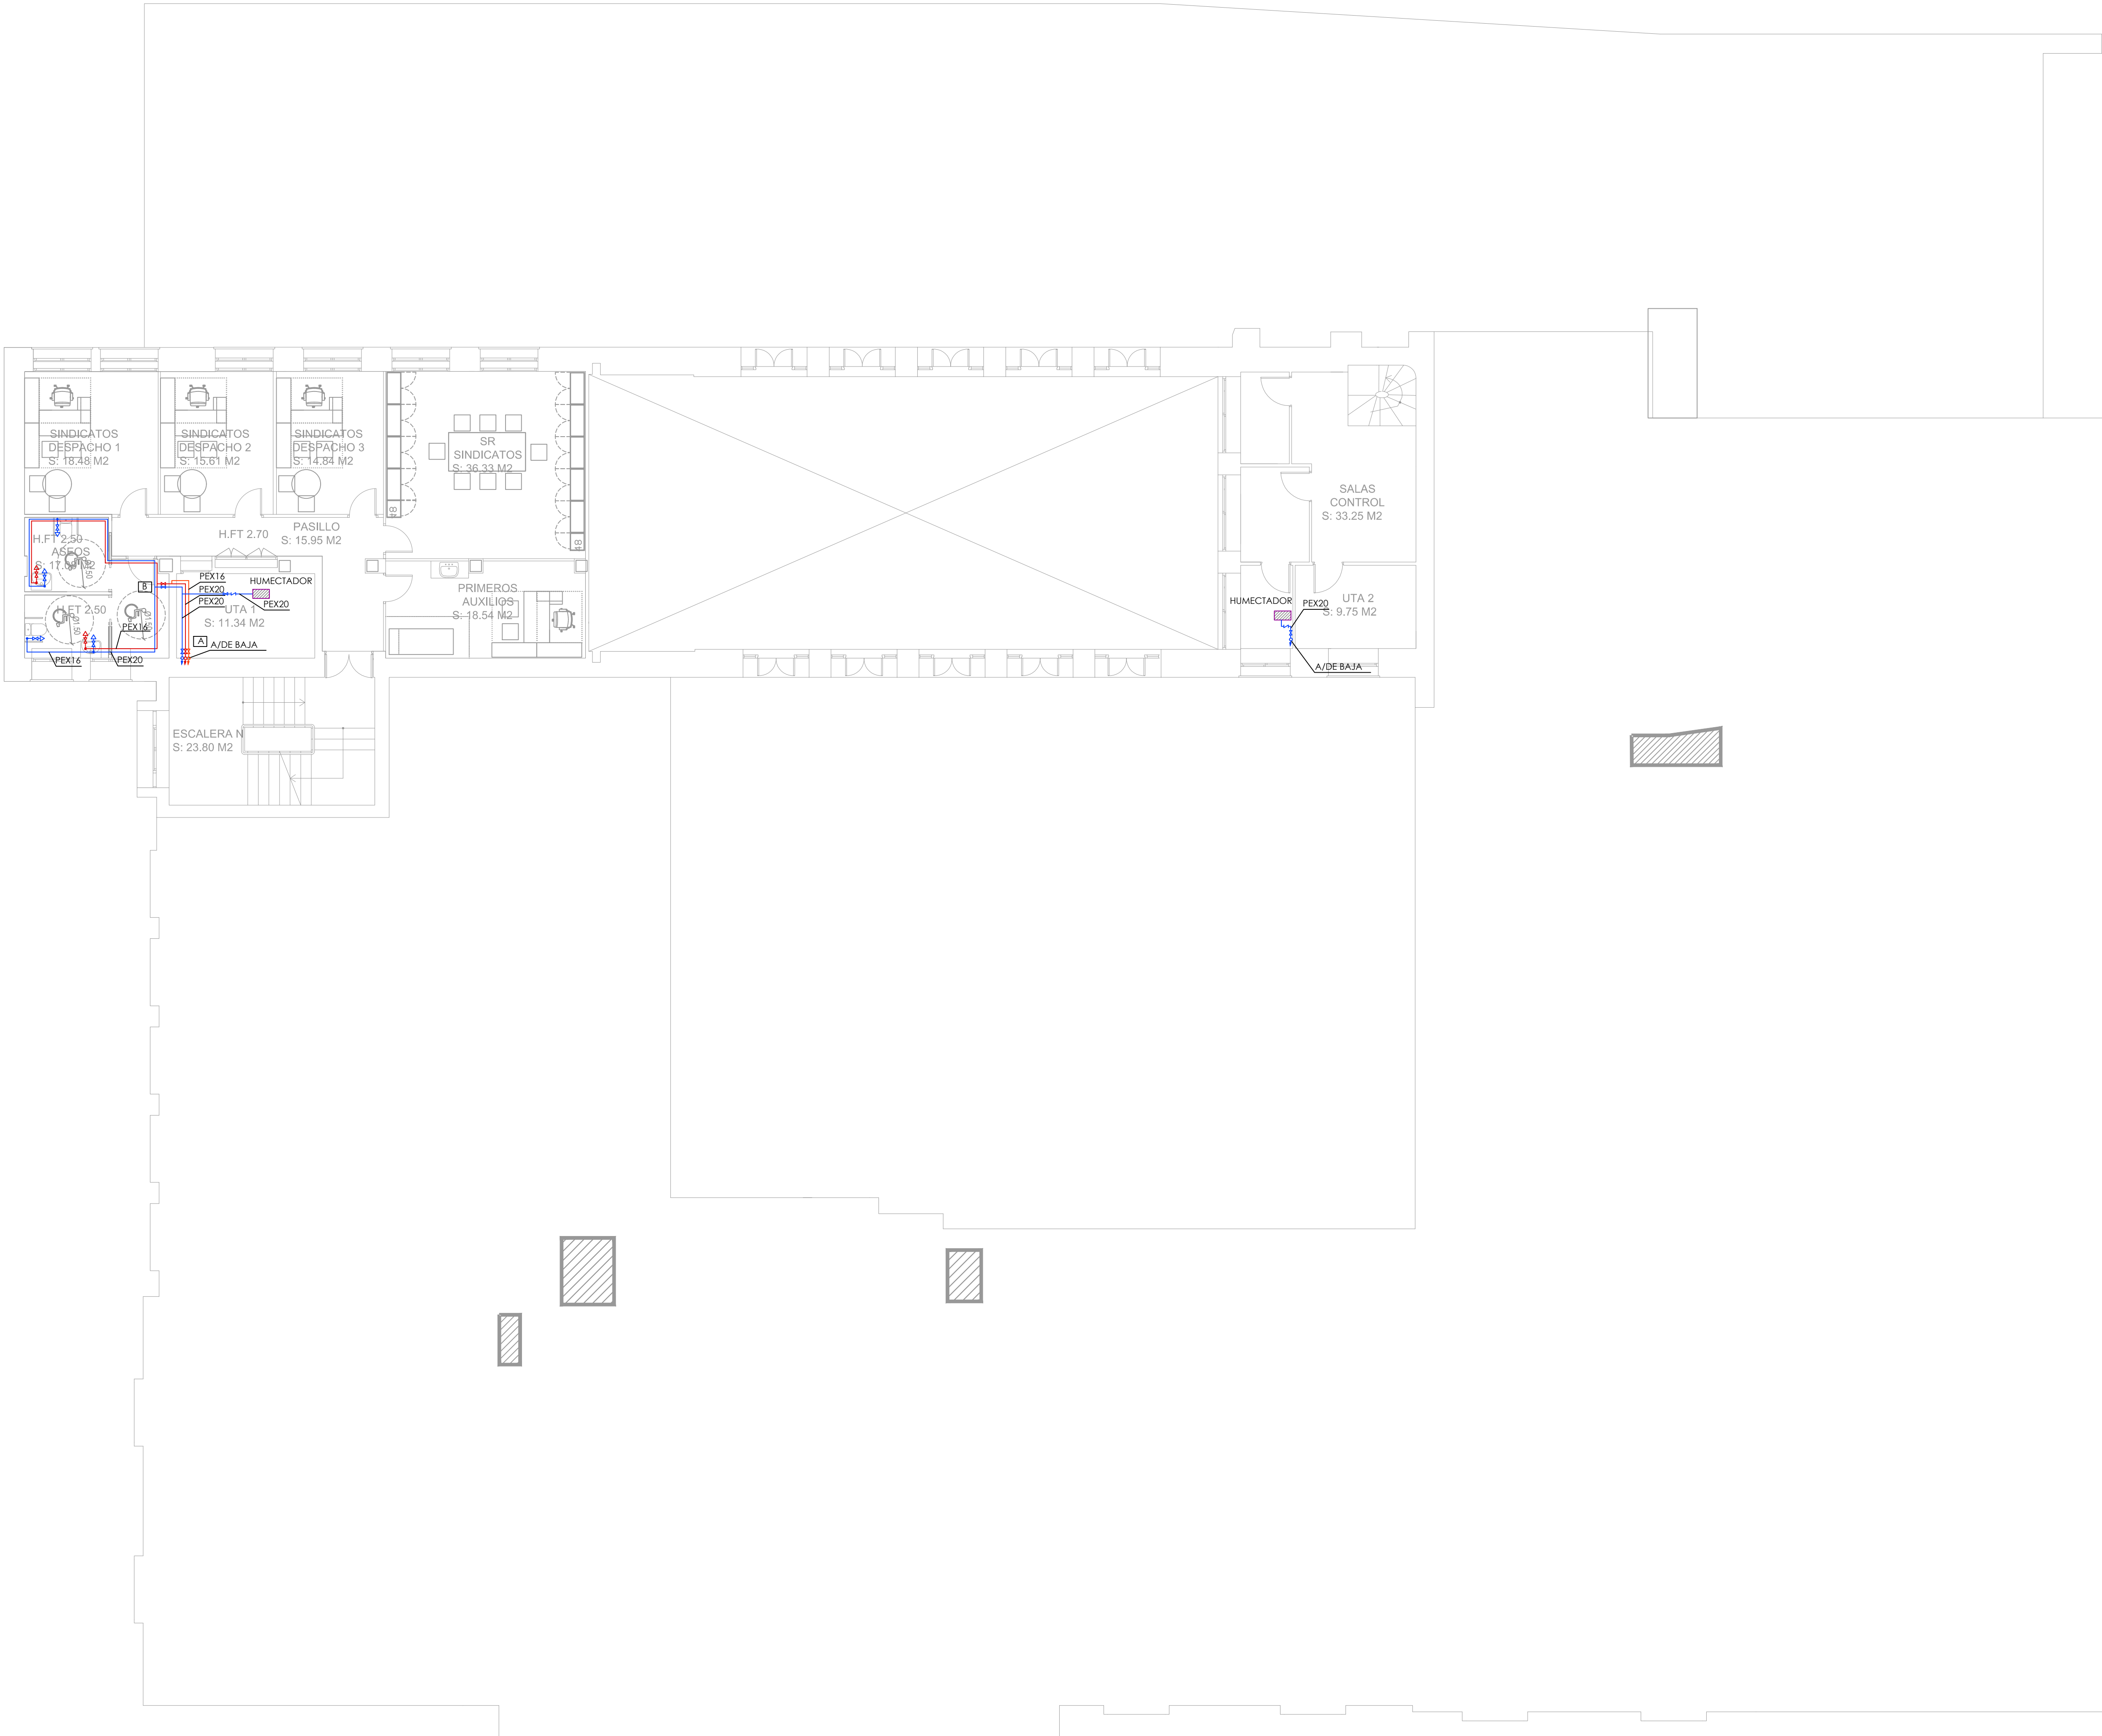 SINDICATOS
DESPACHO 1
S: 18.48 M2
SINDICATOS
DESPACHO 2
S: 15.61 M2
SINDICATOS
DESPACHO 3
S: 14.84 M2
SR
SINDICATOS
S: 36.33 M2
SALAS
CONTROL
S: 33.25 M2
PASILLO
S: 15.95 M2
H.FT 2.70
H.FT 2.50
ASEOS
H.FT 2.50
B
PEX16
PEX20
PEX20
HUMECTADOR
PEX20
UTA 1
S: 11.34 M2
A
A/DE BAJA
PEX16
PEX16
PEX20
PRIMEROS
AUXILIOS
S: 18.54 M2
HUMECTADOR
PEX20
UTA 2
S: 9.75 M2
A/DE BAJA
ESCALERA N
S: 23.80 M2